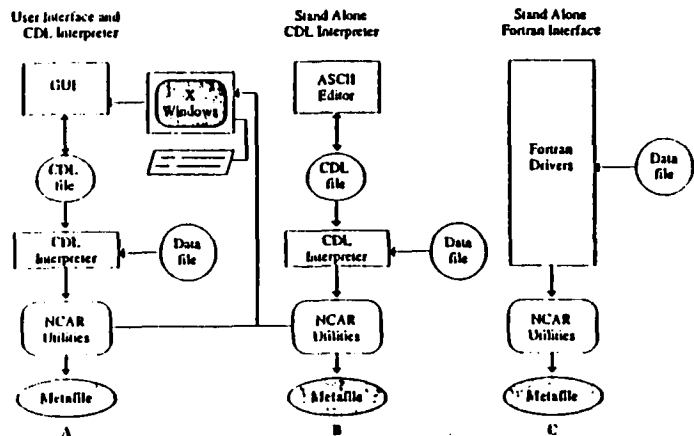 User Interface and
CDL Interpreter
GUI
X
Windows
CDL
file
CDL
Interpreter
Data
file
NCAR
Utilities
Metafile
A
Stand Alone
CDL Interpreter
ASCII
Editor
CDL
file
CDL
Interpreter
Data
file
NCAR
Utilities
Metafile
B
Stand Alone
Fortran Interface
Fortran
Drivers
Data
file
NCAR
Utilities
Metafile
C